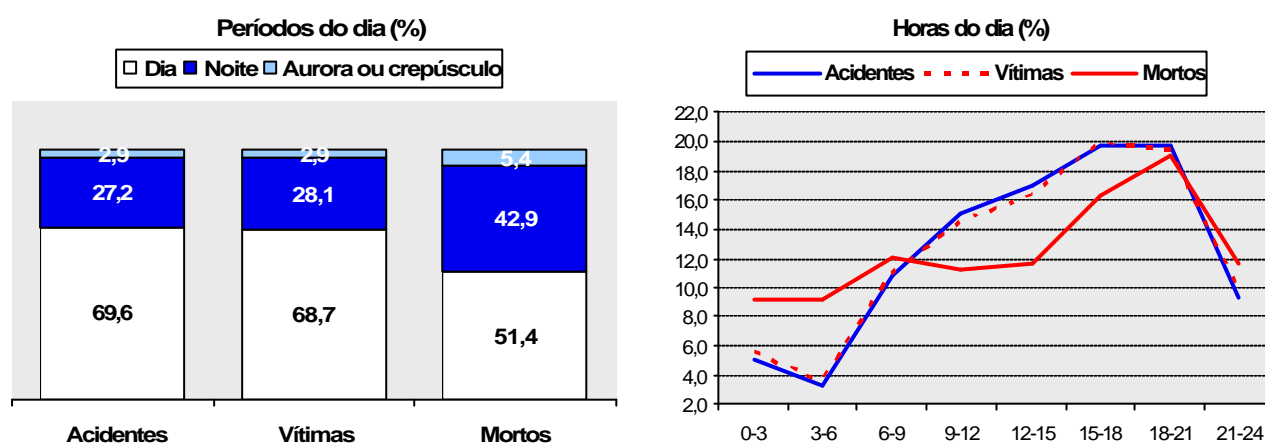 Períodos do dia (%)
Dia Noite Aurora ou crepúsculo
2,9 2,9 5,4
27,2 28,1 42,9
69,6 68,7 51,4
Acidentes Vítimas Mortos
Horas do dia (%)
Acidentes Vítimas Mortos
22,0
20,0
18,0
16,0
14,0
12,0
10,0
8,0
6,0
4,0
2,0
0-3 3-6 6-9 9-12 12-15 15-18 18-21 21-24